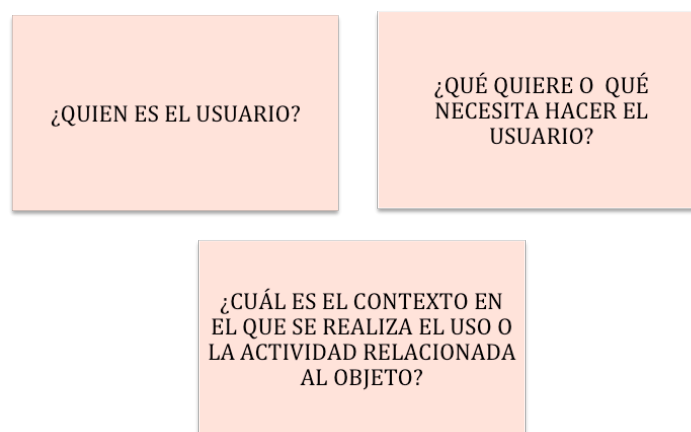 ¿QUIEN ES EL USUARIO?
¿QUÉ QUIERE O QUÉ
NECESITA HACER EL
USUARIO?
¿CUÁL ES EL CONTEXTO EN
EL QUE SE REALIZA EL USO O
LA ACTIVIDAD RELACIONADA
AL OBJETO?